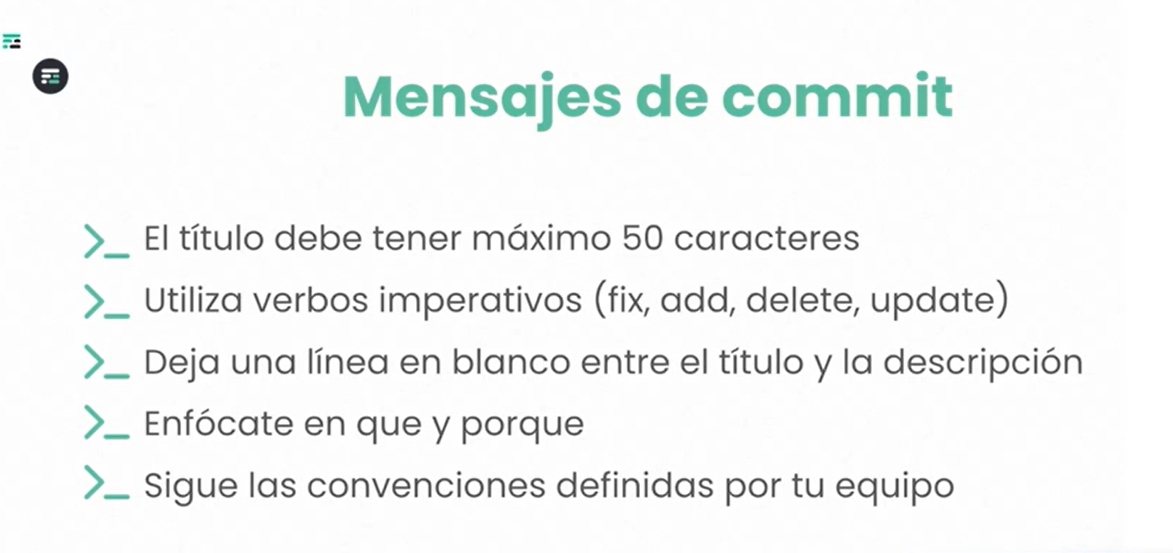 Mensajes de commit
>_ El título debe tener máximo 50 caracteres
>_ Utiliza verbos imperativos (fix, add, delete, update)
>_ Deja una línea en blanco entre el título y la descripción
>_ Enfócate en que y porque
>_ Sigue las convenciones definidas por tu equipo